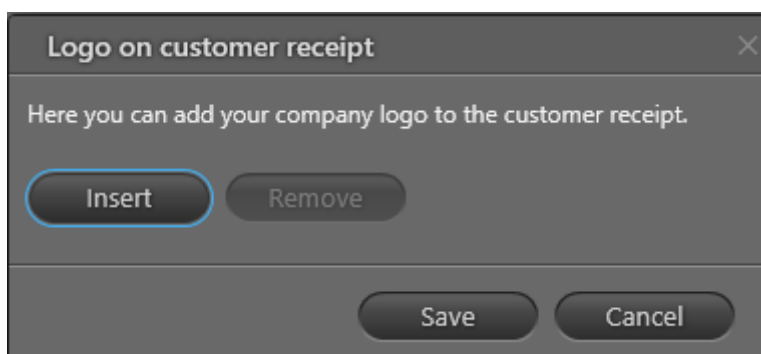 Logo on customer receipt
Here you can add your company logo to the customer receipt.
Insert Remove
Save Cancel